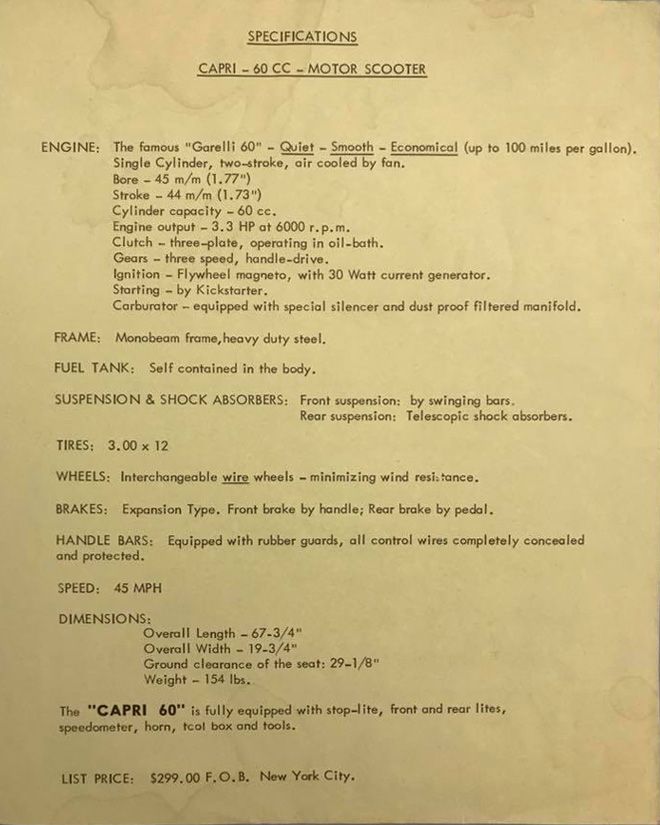 SPECIFICATIONS
CAPRI - 60 CC - MOTOR SCOOTER
ENGINE: The famous "Garelli 60" - Quiet - Smooth - Economical (up to 100 miles per gallon).
Single Cylinder, two-stroke, air cooled by fan.
Bore - 45 m/m (1.77")
Stroke - 44 m/m (1.73")
Cylinder capacity - 60 cc.
Engine output - 3.3 HP at 6000 r.p.m.
Clutch - three-plate, operating in oil-bath.
Gears - three speed, handle-drive.
Ignition - Flywheel magneto, with 30 Watt current generator.
Starting - by Kickstarter.
Carburator - equipped with special silencer and dust proof filtered manifold.
FRAME: Monobeam frame, heavy duty steel.
FUEL TANK: Self contained in the body.
SUSPENSION & SHOCK ABSORBERS: Front suspension: by swinging bars.
Rear suspension: Telescopic shock absorbers.
TIRES: 3.00 x 12
WHEELS: Interchangeable wire wheels - minimizing wind resistance.
BRAKES: Expansion Type. Front brake by handle; Rear brake by pedal.
HANDLE BARS: Equipped with rubber guards, all control wires completely concealed
and protected.
SPEED: 45 MPH
DIMENSIONS:
Overall Length - 67-3/4"
Overall Width - 19-3/4"
Ground clearance of the seat: 29-1/8"
Weight - 154 lbs.
The "CAPRI 60" is fully equipped with stop-lite, front and rear lites,
speedometer, horn, tool box and tools.
LIST PRICE: $299.00 F.O.B. New York City.